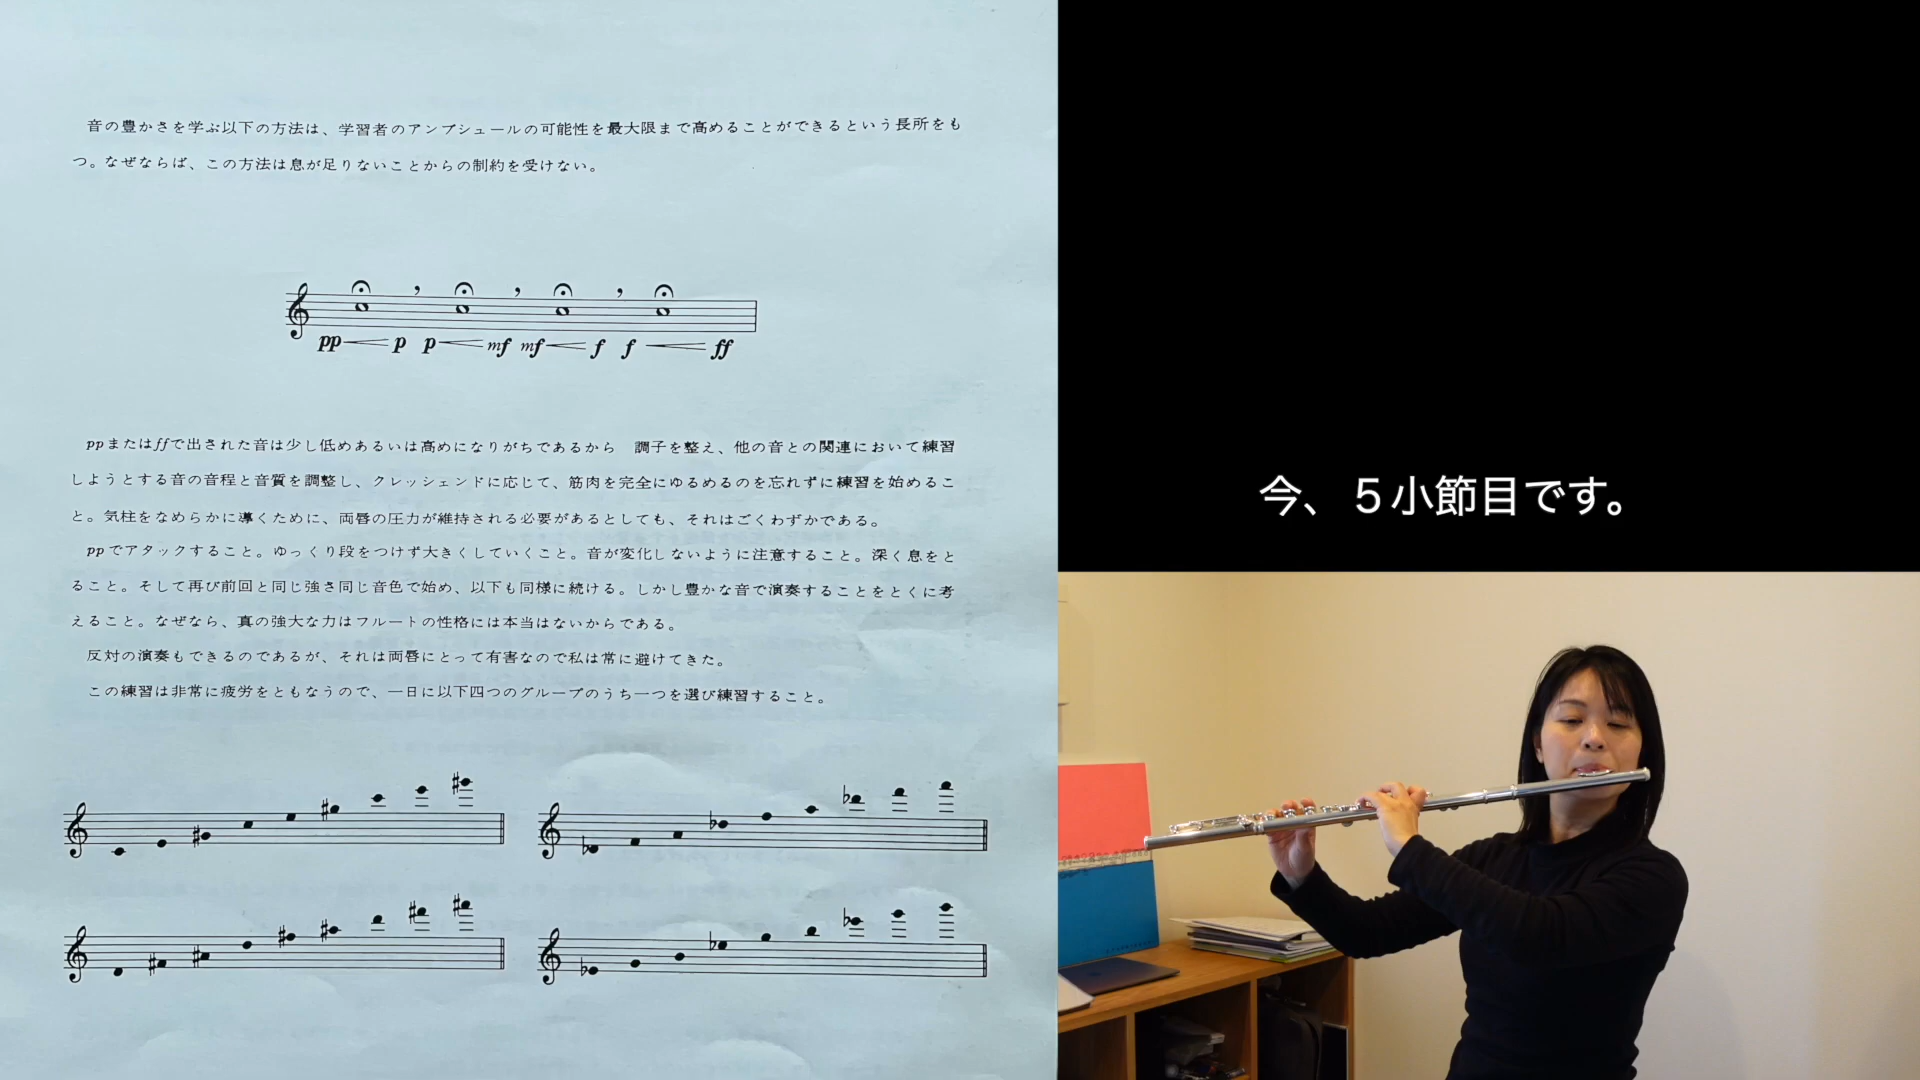 音の豊かさを学ぶ以下の方法は、学習者のアンブシュールの可能性を最大限まで高めることができるという長所をも
つ。なぜならば、この方法は息が足りないことからの制約を受けない。
pp p p mf mf f f ff
ppまたはffで出された音は少し低めあるいは高めになりがちであるから　調子を整え、他の音との関連において練習
しようとする音の音程と音質を調整し、クレッシェンドに応じて、筋肉を完全にゆるめるのを忘れずに練習を始めるこ
と。気柱をなめらかに導くために、両唇の圧力が維持される必要があるとしても、それはごくわずかである。
ppでアタックすること。ゆっくり段をつけず大きくしていくこと。音が変化しないように注意すること。深く息をと
ること。そして再び前回と同じ強さ同じ音色で始め、以下も同様に続ける。しかし豊かな音で演奏することをとくに考
えること。なぜなら、真の強大な力はフルートの性格には本当はないからである。
反対の演奏もできるのであるが、それは両唇にとって有害なので私は常に避けてきた。
この練習は非常に疲労をともなうので、一日に以下四つのグループのうち一つを選び練習すること。
今、５小節目です。